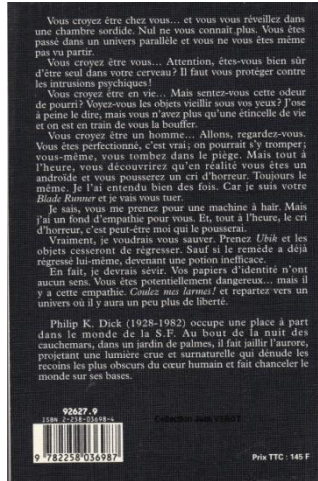 Vous croyez être chez vous... et vous vous réveillez dans
une chambre sordide. Nul ne vous connaît plus. Vous êtes
passé dans un univers parallèle et vous ne vous êtes même
pas vu partir.
Vous croyez être vous... Attention, êtes-vous bien sûr
d'être seul dans votre cerveau ? Il faut vous protéger contre
les intrusions psychiques !
Vous croyez être en vie... Mais sentez-vous cette odeur
de pourri ? Voyez-vous les objets vieillir sous vos yeux ? J'ose
à peine le dire, mais vous n'avez plus qu'une étincelle de vie
et on est en train de vous la bouffer.
Vous croyez être un homme... Allons, regardez-vous.
Vous êtes perfectionné, c'est vrai ; on pourrait s'y tromper ;
vous-même, vous tombez dans le piège. Mais tout à
l'heure, vous découvrirez qu'en réalité vous êtes un
androïde et vous pousserez un cri d'horreur. Toujours le
même. Je l'ai entendu bien des fois. Car je suis votre
Blade Runner et je vais vous tuer.
Je sais, vous me prenez pour une machine à haïr. Mais
j'ai un fond d'empathie pour vous. Et, tout à l'heure, le cri
d'horreur, c'est peut-être moi qui le pousserai.
Vraiment, je voudrais vous sauver. Prenez Ubik et les
objets cesseront de régresser. Sauf si le remède a déjà
régressé lui-même, devenant une potion inefficace.
En fait, je devrais sévir. Vos papiers d'identité n'ont
aucun sens. Vous êtes potentiellement dangereux... mais il
y a cette empathie. Coulez mes larmes ! et repartez vers un
univers où il y aura un peu plus de liberté.
Philip K. Dick (1928-1982) occupe une place à part
dans le monde de la S.F. Au bout de la nuit des
cauchemars, dans un jardin de palmes, il fait jaillir l'aurore,
projetant une lumière crue et surnaturelle qui dénude les
recoins les plus obscurs du cœur humain et fait chanceler le
monde sur ses bases.
92627.9
ISBN 2-258-03698-4
Collection
9 782258 036987
Prix TTC : 145 F